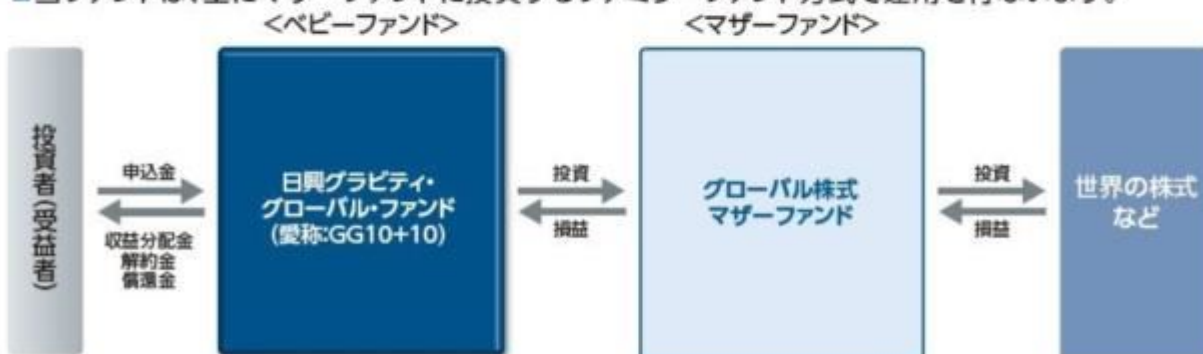 <ベビーファンド>
<マザーファンド>
投資者(受益者)
申込金
収益分配金
解約金
償還金
日興グラビティ・
グローバル・ファンド
(愛称:GG10+10)
投資
損益
グローバル株式
マザーファンド
投資
損益
世界の株式
など